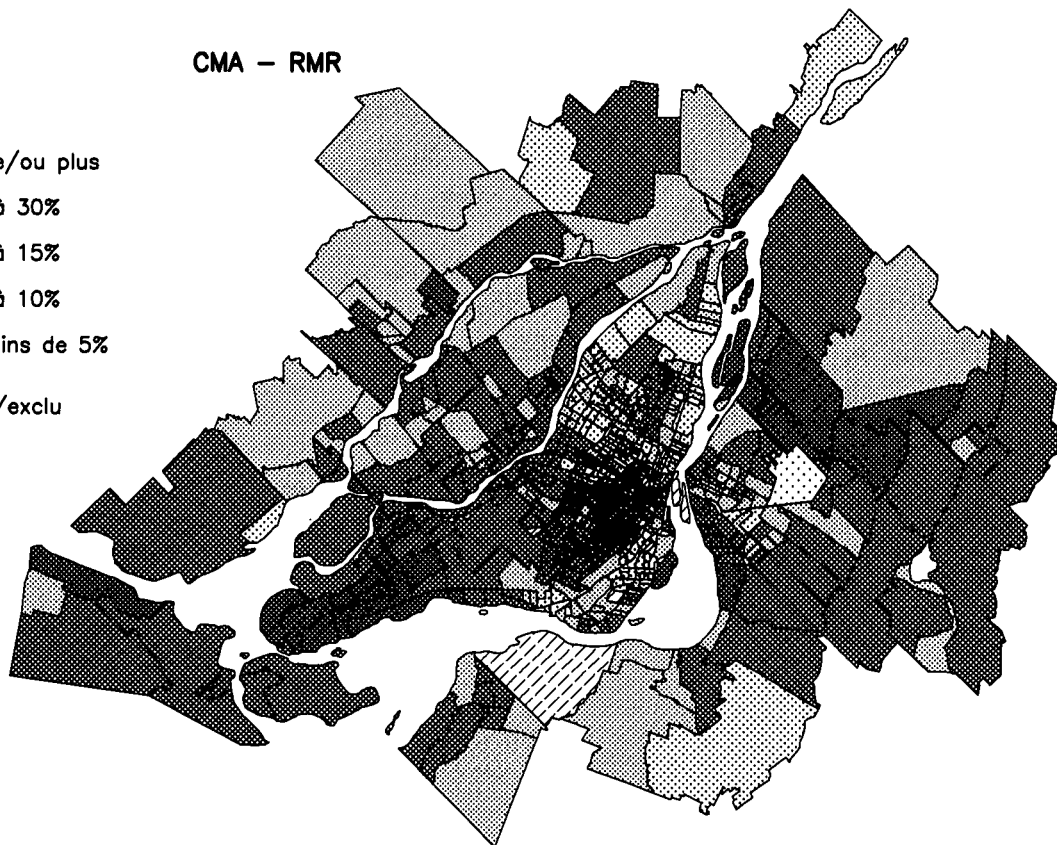 CMA – RMR
e/ou plus
à 30%
à 15%
à 10%
ins de 5%
/exclu